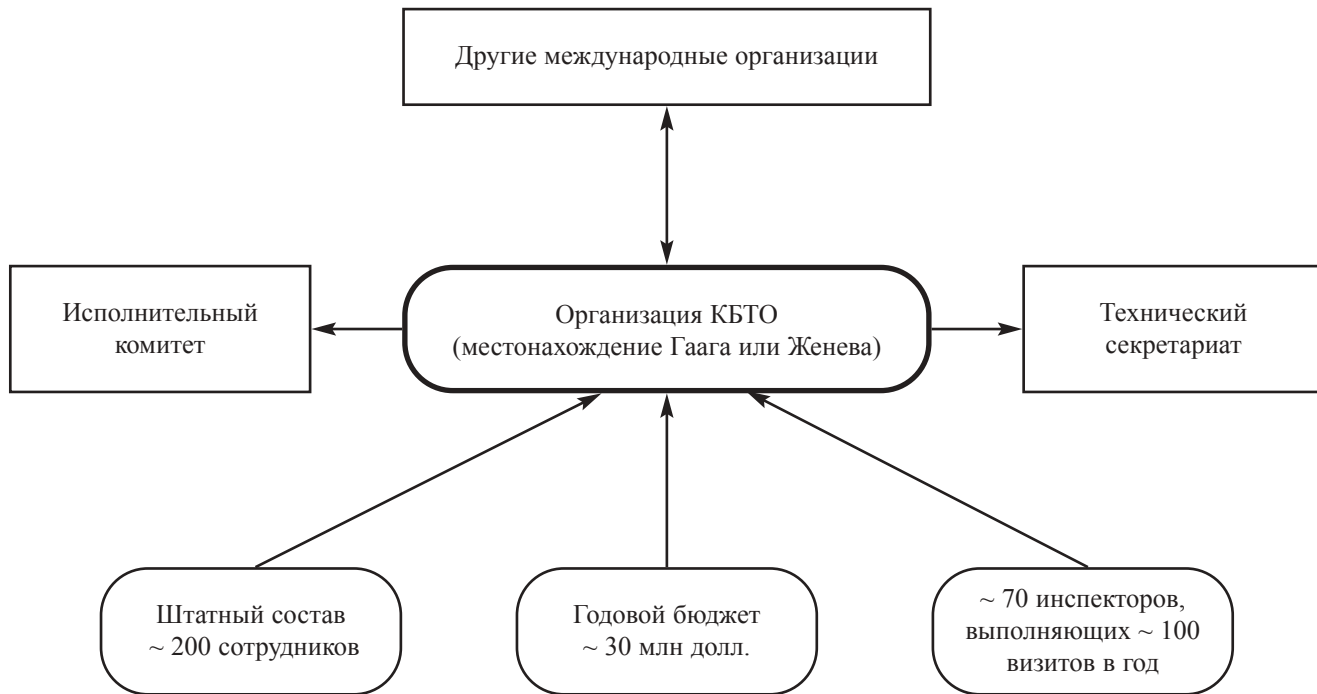 Другие международные организации
Исполнительный
комитет
Организация КБТО
(местонахождение Гаага или Женева)
Технический
секретариат
Штатный состав
~ 200 сотрудников
Годовой бюджет
~ 30 млн долл.
~ 70 инспекторов,
выполняющих ~ 100
визитов в год